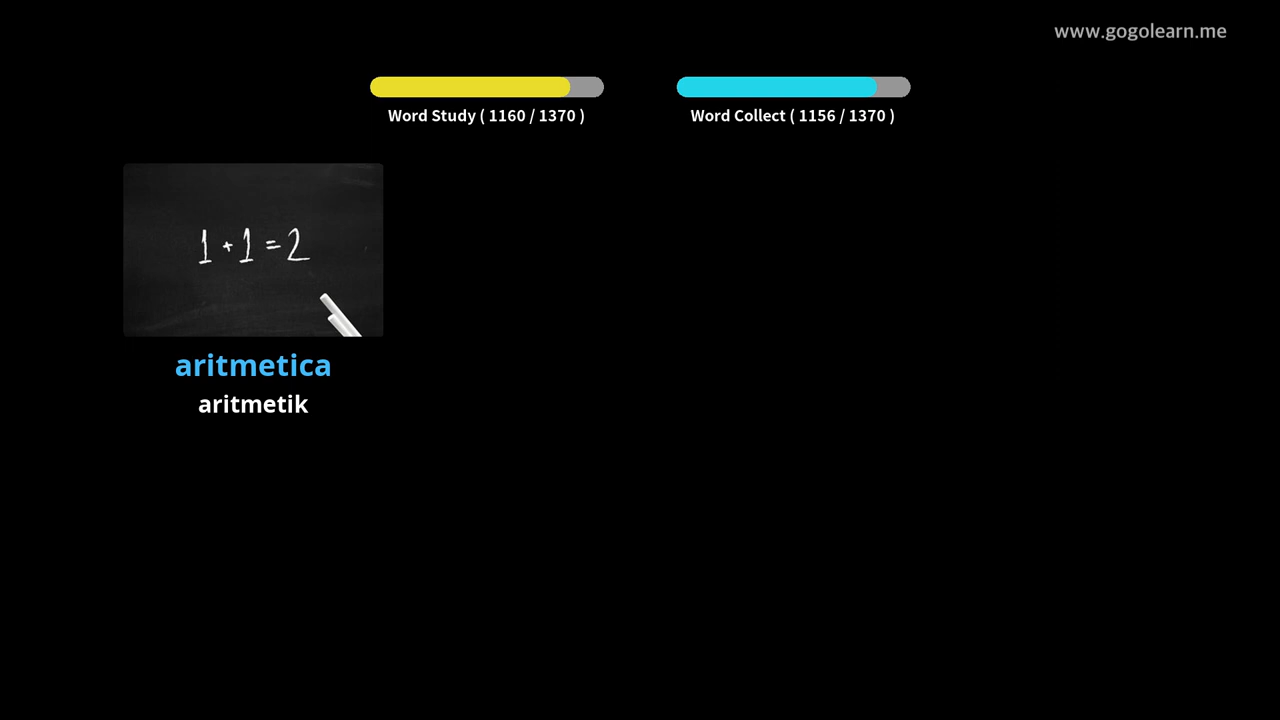 www.gogolearn.me
Word Study ( 1160 / 1370 )
Word Collect ( 1156 / 1370 )
1 + 1 = 2
aritmetica
aritmetik